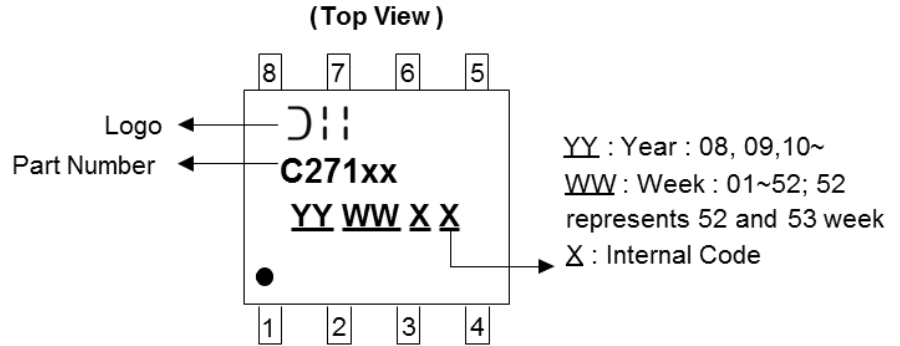 (Top View)
8 7 6 5
Logo
Part Number
C271xx
YY WW X X
1 2 3 4
YY : Year : 08, 09,10~
WW : Week : 01~52; 52
represents 52 and 53 week
X : Internal Code